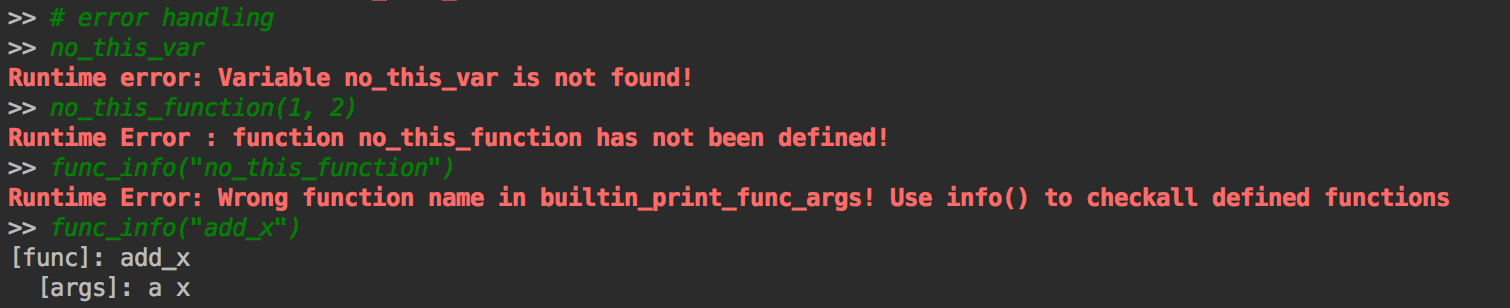 >> # error handling
>> no_this_var
Runtime error: Variable no_this_var is not found!
>> no_this_function(1, 2)
Runtime Error : function no_this_function has not been defined!
>> func_info("no_this_function")
Runtime Error: Wrong function name in builtin_print_func_args! Use info() to checkall defined functions
>> func_info("add_x")
[func]: add_x
[args]: a x